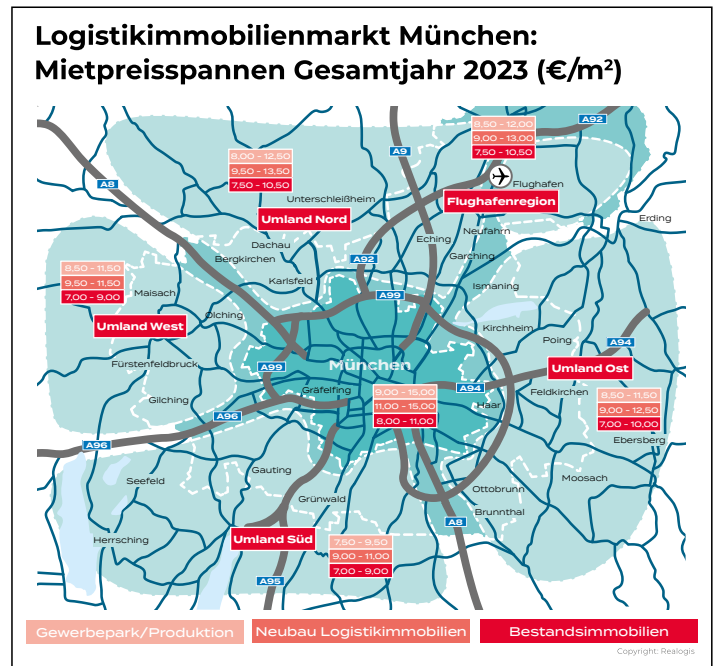 Logistikimmobilienmarkt München:
Mietpreisspannen Gesamtjahr 2023 (€/m²)
A92
8,50 - 12,00
9,00 - 13,00
7,50 - 10,50
A9
8,00 - 12,50
9,50 - 13,50
7,50 - 10,50
A8
Flughafen
Unterschleißheim
Flughafenregion
Umland Nord
Erding
Neufahrn
Eching
Dachau
Garching
Bergkirchen
A92
8,50 - 11,50
9,50 - 11,50
7,00 - 9,00
Karlsfeld
Ismaning
Maisach
A99
Olching
Umland West
Kirchheim
Poing
A94
München
Fürstenfeldbruck
A99
Umland Ost
Gräfelfing
9,00 - 15,00
11,00 - 15,00
8,00 - 11,00
A94
Feldkirchen
8,50 - 11,50
9,00 - 12,50
7,00 - 10,00
Gilching
Haar
A96
Ebersberg
A96
Gauting
Seefeld
Moosach
Ottobrunn
Grünwald
Brunnthal
A8
Herrsching
Umland Süd
7,50 - 9,50
9,00 - 11,00
7,00 - 9,00
A95
Gewerbepark/Produktion
Neubau Logistikimmobilien
Bestandsimmobilien
Copyright: Realogis